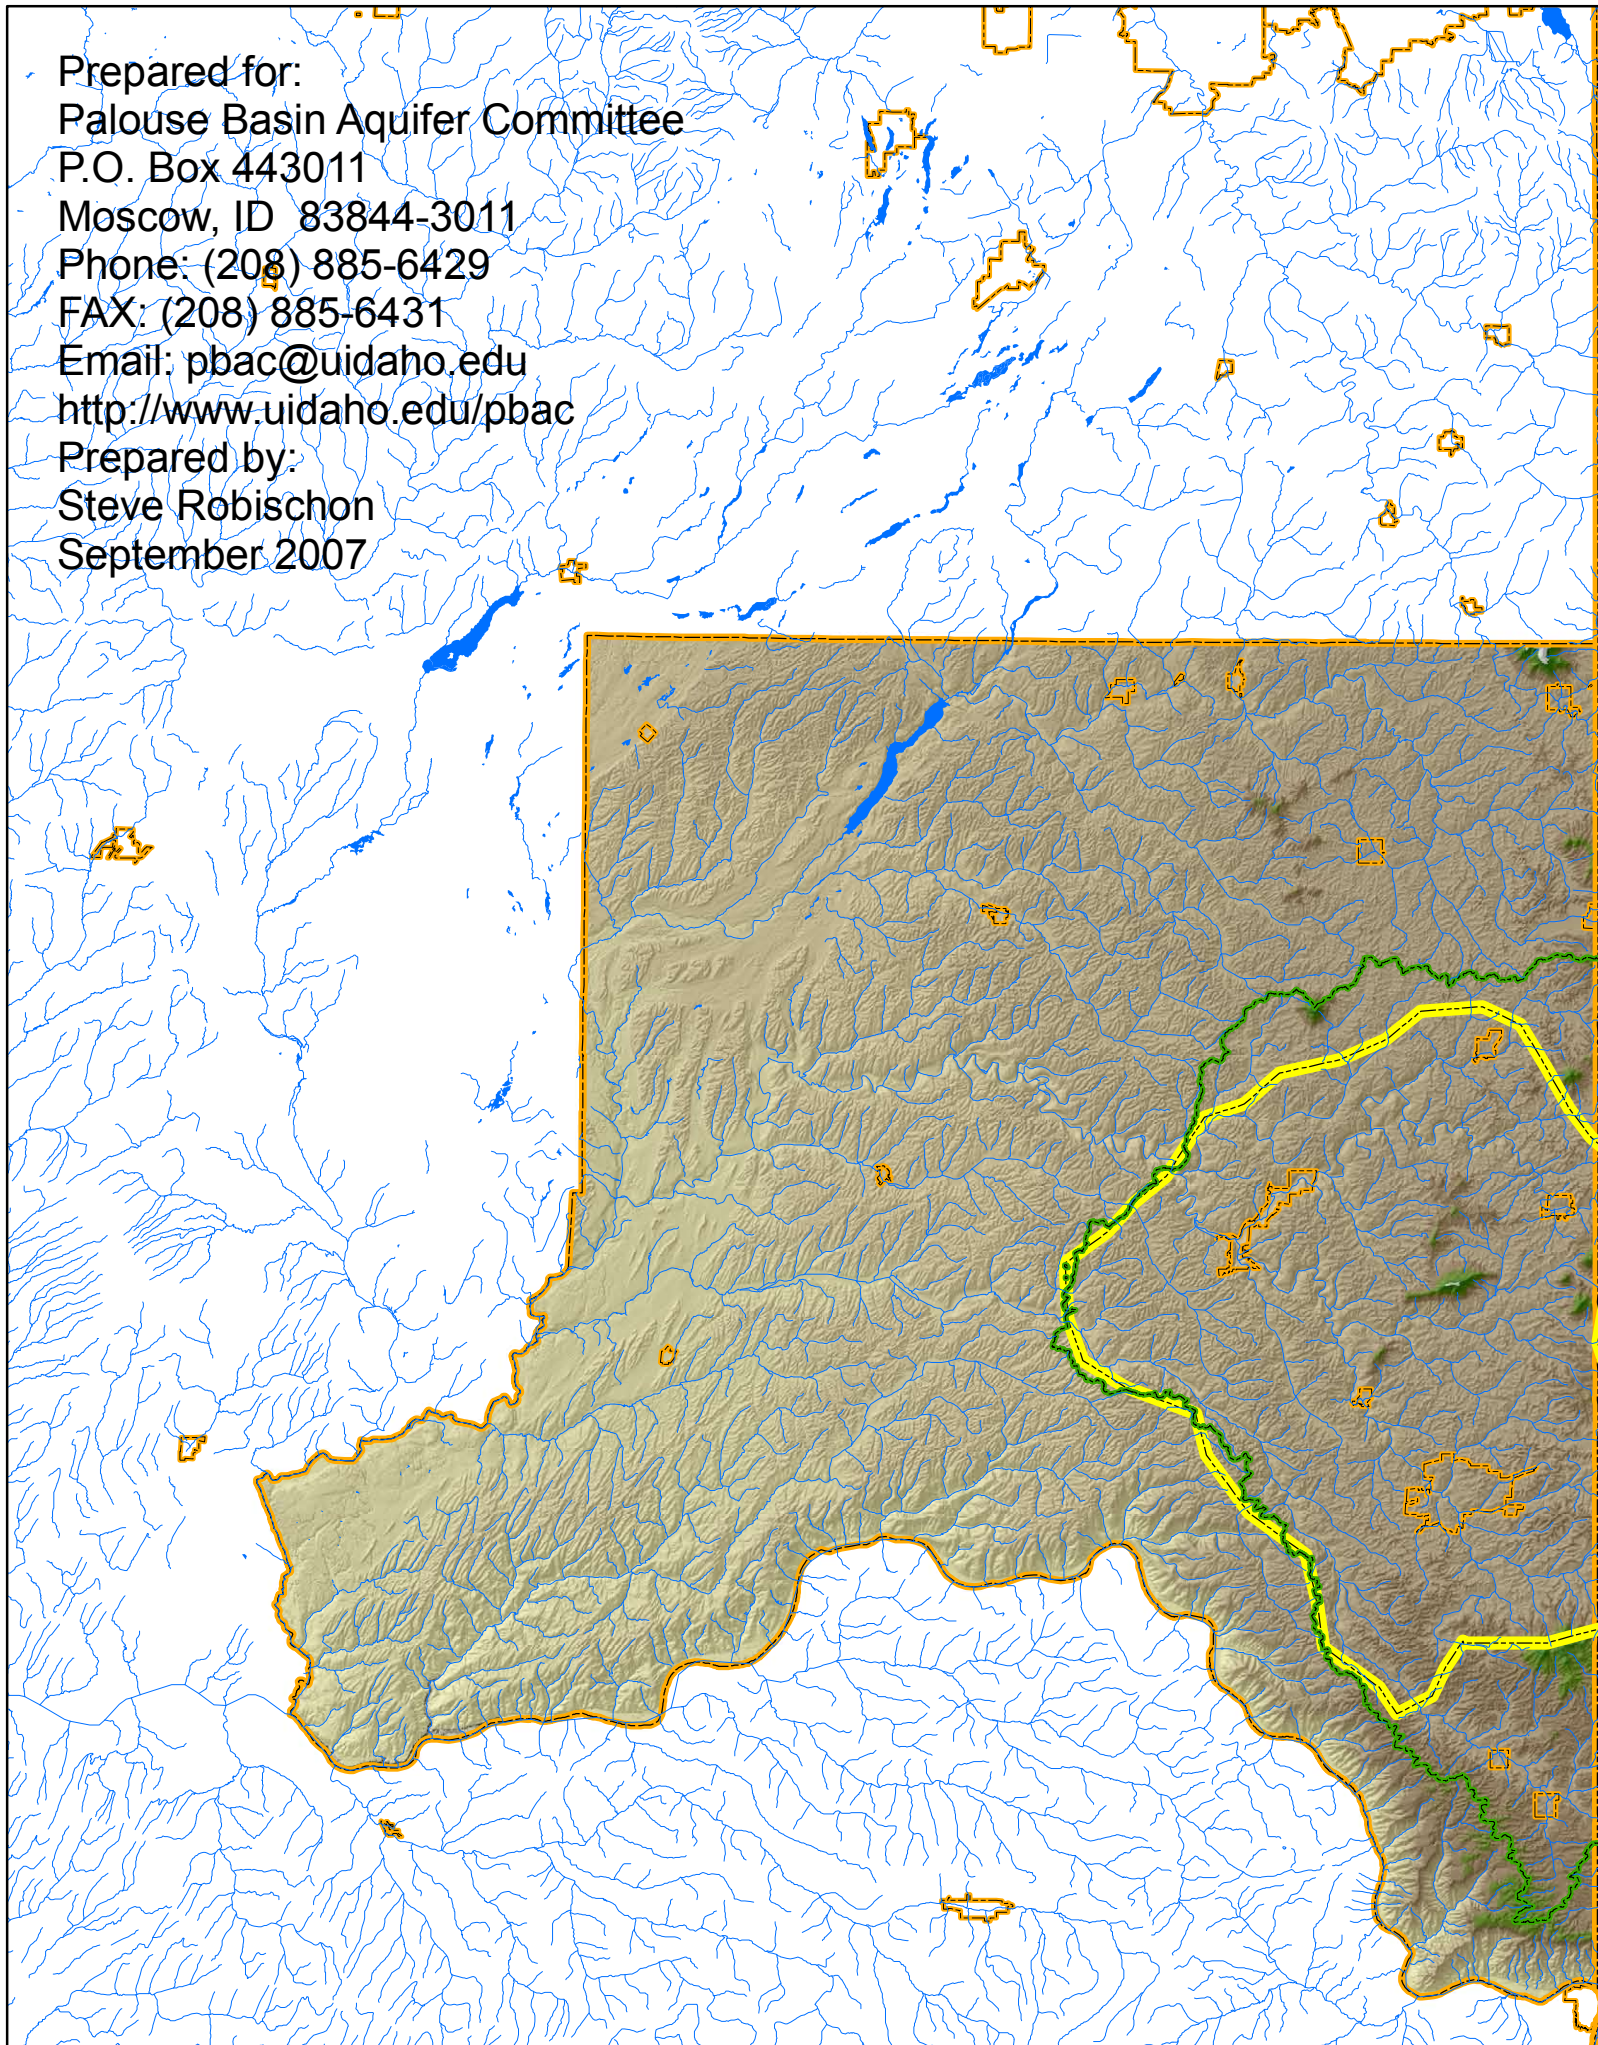 Prepared for:
Palouse Basin Aquifer Committee
P.O. Box 443011
Moscow, ID  83844-3011
Phone: (208) 885-6429
FAX: (208) 885-6431
Email: pbac@uidaho.edu
http://www.uidaho.edu/pbac
Prepared by:
Steve Robischon
September 2007